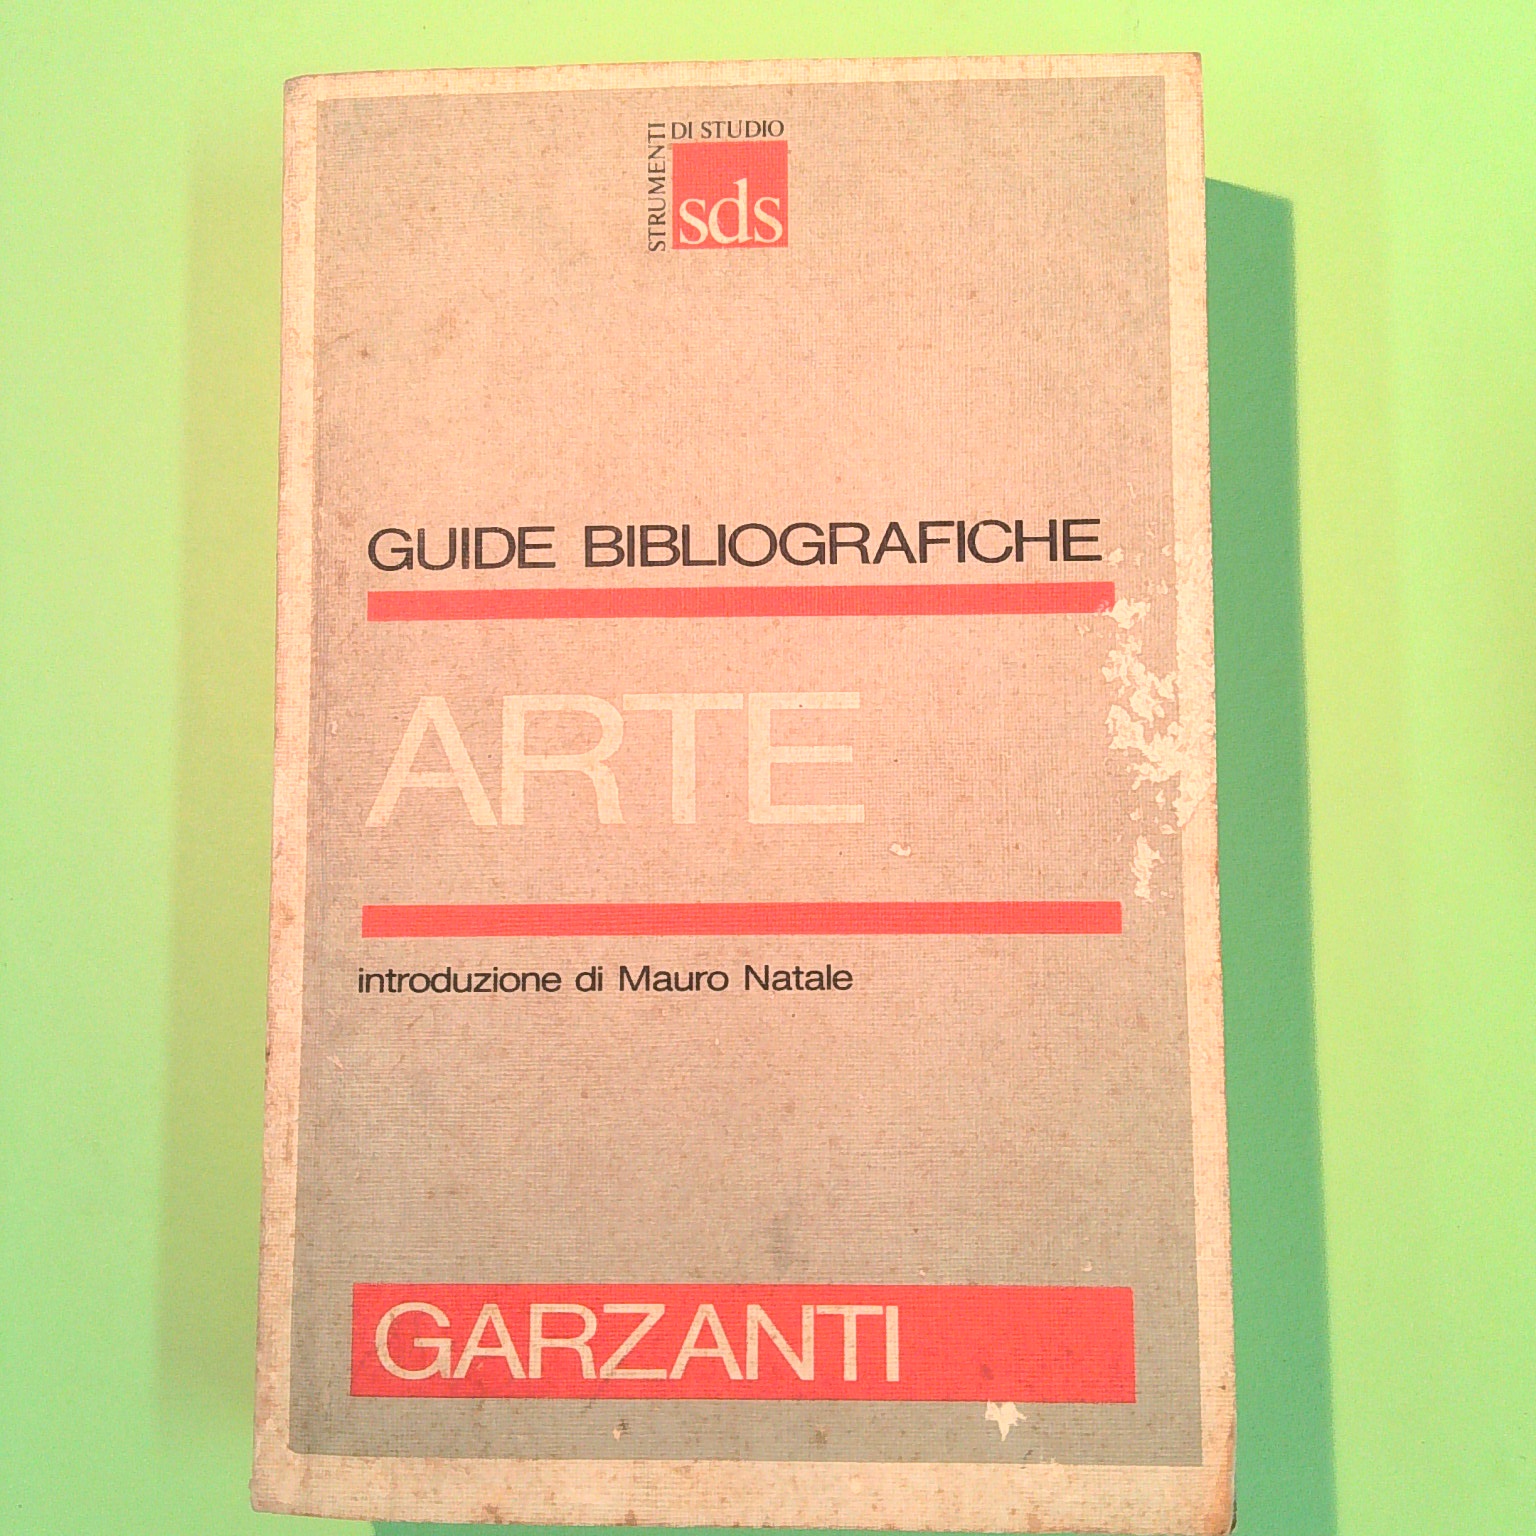 STRUMENTI
DI STUDIO
sds
GUIDE BIBLIOGRAFICHE
ARTE
introduzione di Mauro Natale
GARZANTI